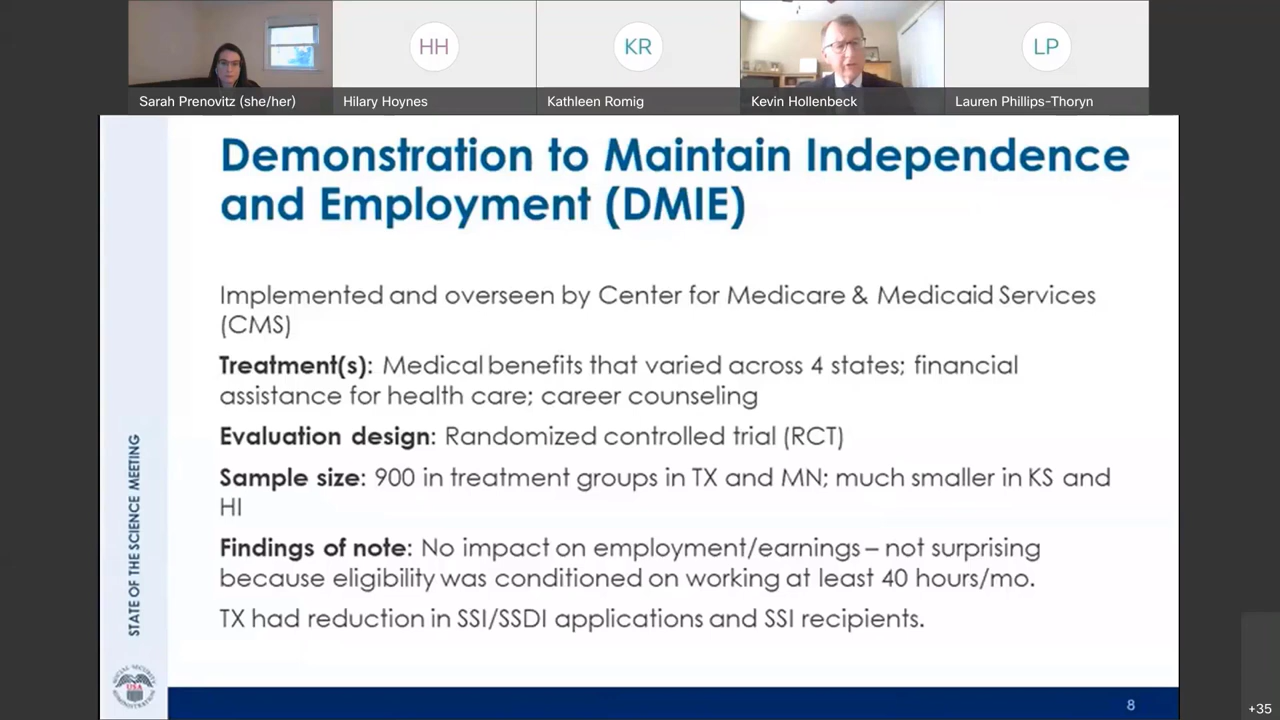 Sarah Prenovitz (she/her)
HH
Hilary Hoynes
KR
Kathleen Romig
Kevin Hollenbeck
LP
Lauren Phillips-Thoryn
Demonstration to Maintain Independence
and Employment (DMIE)
Implemented and overseen by Center for Medicare & Medicaid Services
(CMS)
Treatment(s): Medical benefits that varied across 4 states; financial
assistance for health care; career counseling
Evaluation design: Randomized controlled trial (RCT)
Sample size: 900 in treatment groups in TX and MN; much smaller in KS and
HI
Findings of note: No impact on employment/earnings – not surprising
because eligibility was conditioned on working at least 40 hours/mo.
TX had reduction in SSI/SSDI applications and SSI recipients.
STATE OF THE SCIENCE MEETING
SOCIAL SECURITY
USA
ADMINISTRATION
8
+35